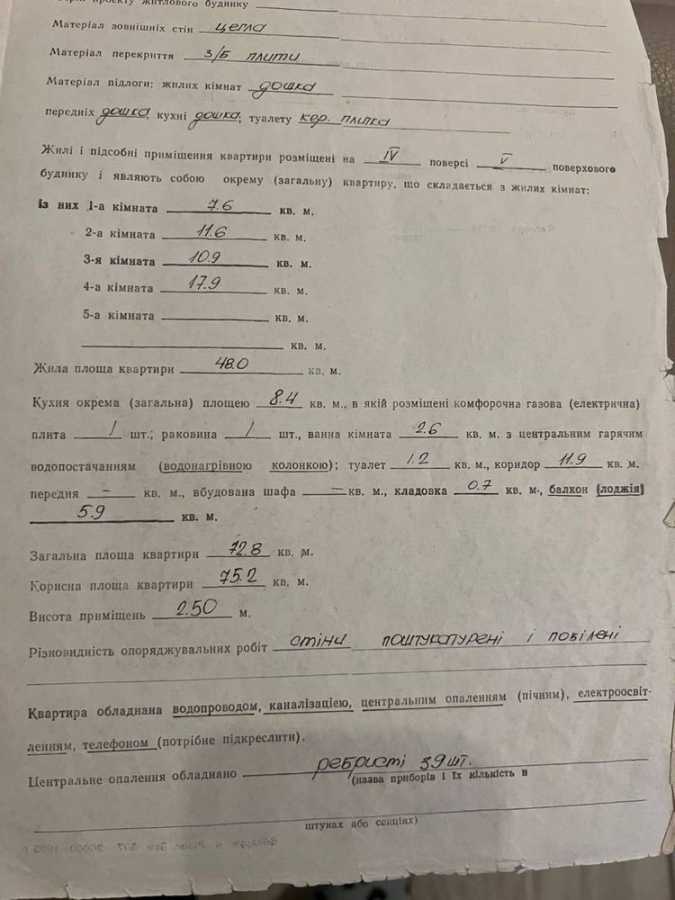 проекту житлового будинку
Матеріал зовнішніх стін цегла
Матеріал перекриття з/б плити
Матеріал підлоги: жилих кімнат дошка
передніх дошка, кухні дошка, туалету кер. плитка
Жилі і підсобні приміщення квартири розміщені на IV поверсі V поверхового
будинку і являють собою окрему (загальну) квартиру, що складається з жилих кімнат:
Із них 1-а кімната 7.6 кв. м.
2-а кімната 11.6 кв. м.
3-я кімната 10.9 кв. м.
4-а кімната 17.9 кв. м.
5-а кімната кв. м.
кв. м.
Жила площа квартири 48.0 кв. м.
Кухня окрема (загальна) площею 8.4 кв. м., в якій розміщені комфорочна газова (електрична)
плита 1 шт.; раковина 1 шт., ванна кімната 2.6 кв. м. з центральним гарячим
водопостачанням (водонагрівною колонкою); туалет 1.2 кв. м., коридор 11.9 кв. м.
передня – кв. м., вбудована шафа – кв. м., кладовка 0.7 кв. м., балкон (лоджія)
5.9 кв. м.
Загальна площа квартири 72.8 кв. м.
Корисна площа квартири 75.2 кв. м.
Висота приміщень 2.50 м.
Різновидність опоряджувальних робіт стіни поштукатурені і побілені
Квартира обладнана водопроводом, каналізацією, центральним опаленням (пічним), електроосвіт-
ленням, телефоном (потрібне підкреслити).
Центральне опалення обладнано ребристі 39 шт.
(назва приборів і їх кількість в
штуках або секціях)